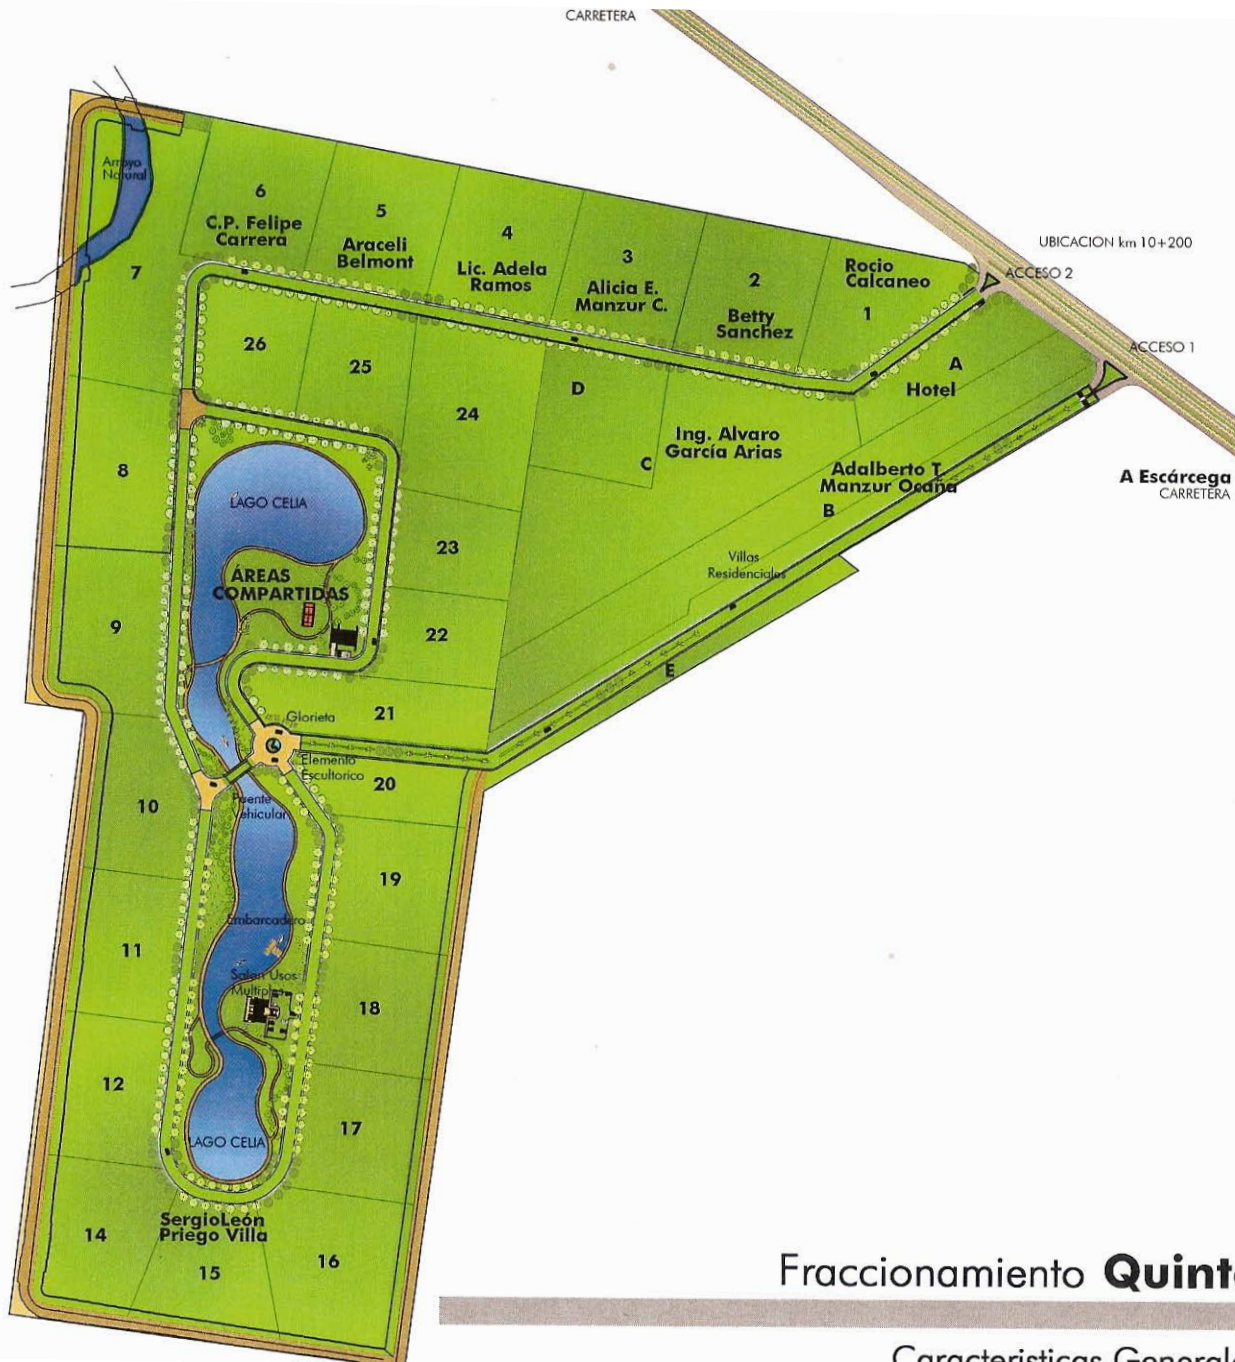 CARRETERA
Arroyo
Natural
6
C.P. Felipe
Carrera
5
Araceli
Belmont
4
Lic. Adela
Ramos
3
Alicia E.
Manzur C.
2
Betty
Sanchez
Rocio
Calcaneo
1
UBICACION km 10+200
ACCESO 2
ACCESO 1
A Escárcega
CARRETERA
7
26
25
24
D
C
Ing. Alvaro
García Arias
A
Hotel
Adalberto T.
Manzur Ocaña
B
Villas
Residenciales
E
8
LAGO CELIA
ÁREAS
COMPARTIDAS
23
9
22
21
Glorieta
Elemento
Escultorico
20
10
Puente
Vehicular
19
Embarcadero
11
Salon Usos
Multiples
18
12
17
LAGO CELIA
SergioLeón
Priego Villa
14
15
16
Fraccionamiento